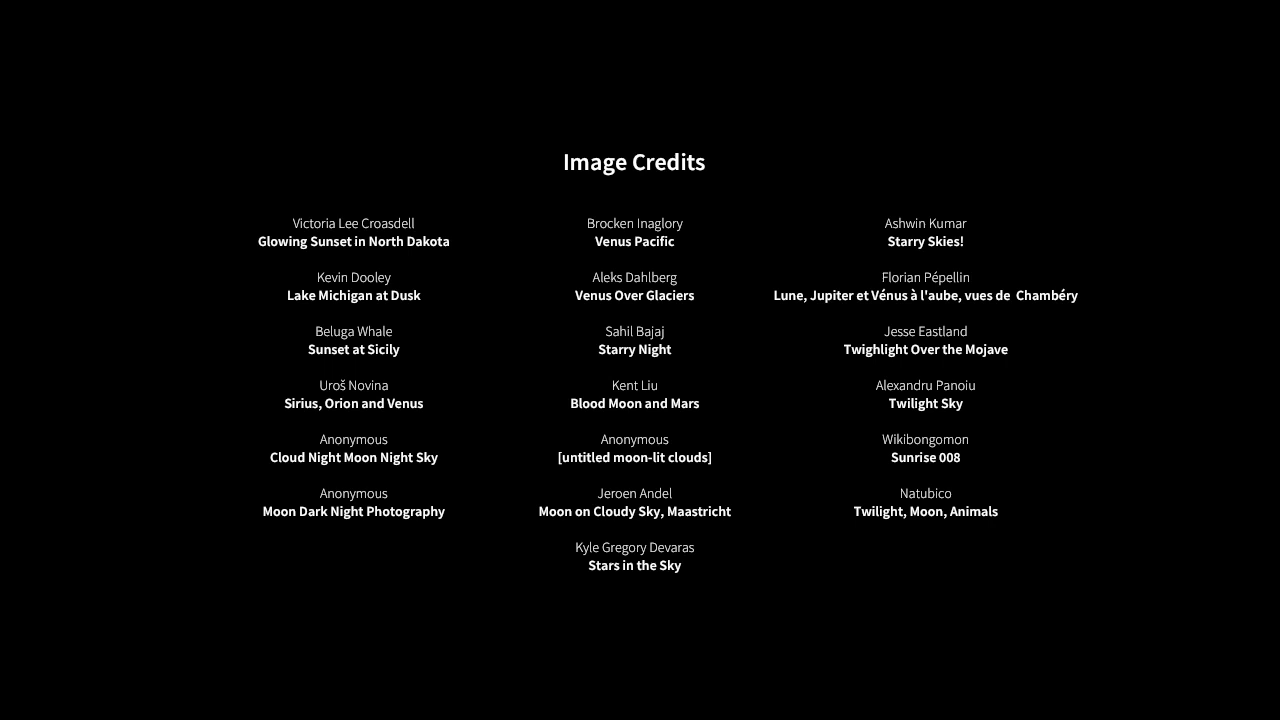 Image Credits
Victoria Lee Croasdell
Glowing Sunset in North Dakota
Kevin Dooley
Lake Michigan at Dusk
Beluga Whale
Sunset at Sicily
Uroš Novina
Sirius, Orion and Venus
Anonymous
Cloud Night Moon Night Sky
Anonymous
Moon Dark Night Photography
Brocken Inaglory
Venus Pacific
Aleks Dahlberg
Venus Over Glaciers
Sahil Bajaj
Starry Night
Kent Liu
Blood Moon and Mars
Anonymous
[untitled moon-lit clouds]
Jeroen Andel
Moon on Cloudy Sky, Maastricht
Kyle Gregory Devaras
Stars in the Sky
Ashwin Kumar
Starry Skies!
Florian Pépellin
Lune, Jupiter et Vénus à l'aube, vues de  Chambéry
Jesse Eastland
Twighlight Over the Mojave
Alexandru Panoiu
Twilight Sky
Wikibongomon
Sunrise 008
Natubico
Twilight, Moon, Animals